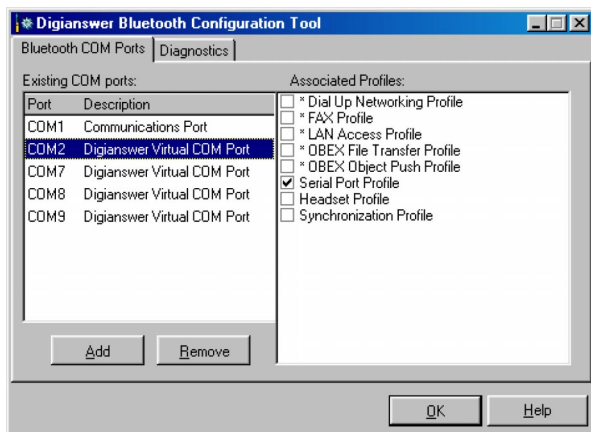 Digianswer Bluetooth Configuration Tool
Bluetooth COM Ports
Diagnostics
Existing COM ports:
Port Description
COM1 Communications Port
COM2 Digianswer Virtual COM Port
COM7 Digianswer Virtual COM Port
COM8 Digianswer Virtual COM Port
COM9 Digianswer Virtual COM Port
Add
Remove
Associated Profiles:
* Dial Up Networking Profile
* FAX Profile
* LAN Access Profile
* OBEX File Transfer Profile
* OBEX Object Push Profile
Serial Port Profile
Headset Profile
Synchronization Profile
OK
Help